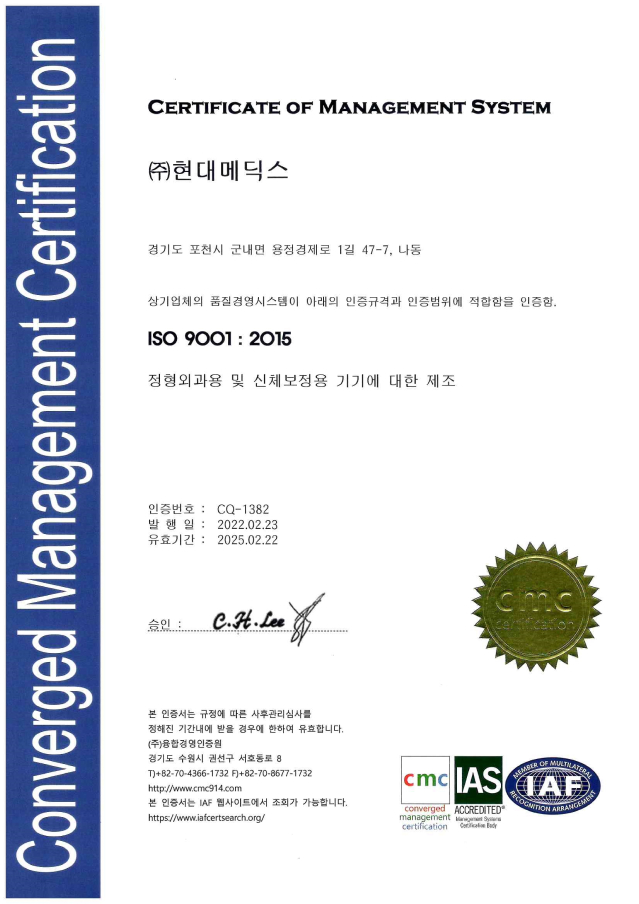 Converged Management Certification
CERTIFICATE OF MANAGEMENT SYSTEM
㈜현대메딕스
경기도 포천시 군내면 용정경제로 1길 47-7, 나동
상기업체의 품질경영시스템이 아래의 인증규격과 인증범위에 적합함을 인증함.
ISO 9001 : 2015
정형외과용 및 신체보정용 기기에 대한 제조
인증번호 : CQ-1382
발 행 일 : 2022.02.23
유효기간 : 2025.02.22
승인 : C.H.Lee
cmc
certification
본 인증서는 규정에 따른 사후관리심사를
정해진 기간내에 받을 경우에 한하여 유효합니다.
(주)융합경영인증원
경기도 수원시 권선구 서호동로 8
T)+82-70-4366-1732 F)+82-70-8677-1732
http://www.cmc914.com
본 인증서는 IAF 웹사이트에서 조회가 가능합니다.
https://www.iafcertsearch.org/
cmc
converged
management
certification
IAS
ACCREDITED®
Management Systems
Certification Body
MEMBER OF MULTILATERAL
IAF
RECOGNITION ARRANGEMENT